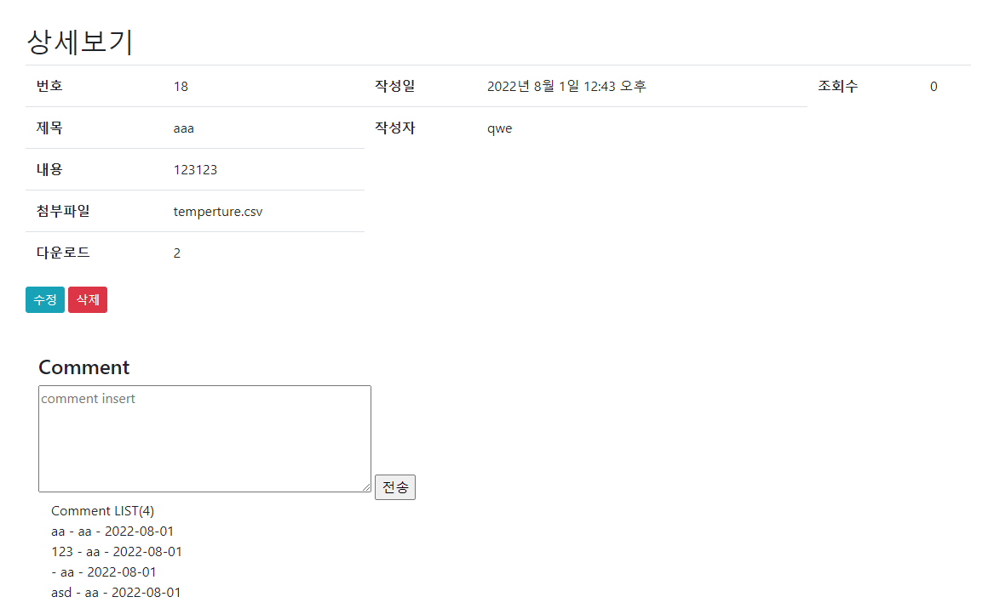 상세보기
번호 18 작성일 2022년 8월 1일 12:43 오후 조회수 0
제목 aaa 작성자 qwe
내용 123123
첨부파일 temperture.csv
다운로드 2
수정 삭제
Comment
comment insert
전송
Comment LIST(4)
aa - aa - 2022-08-01
123 - aa - 2022-08-01
- aa - 2022-08-01
asd - aa - 2022-08-01